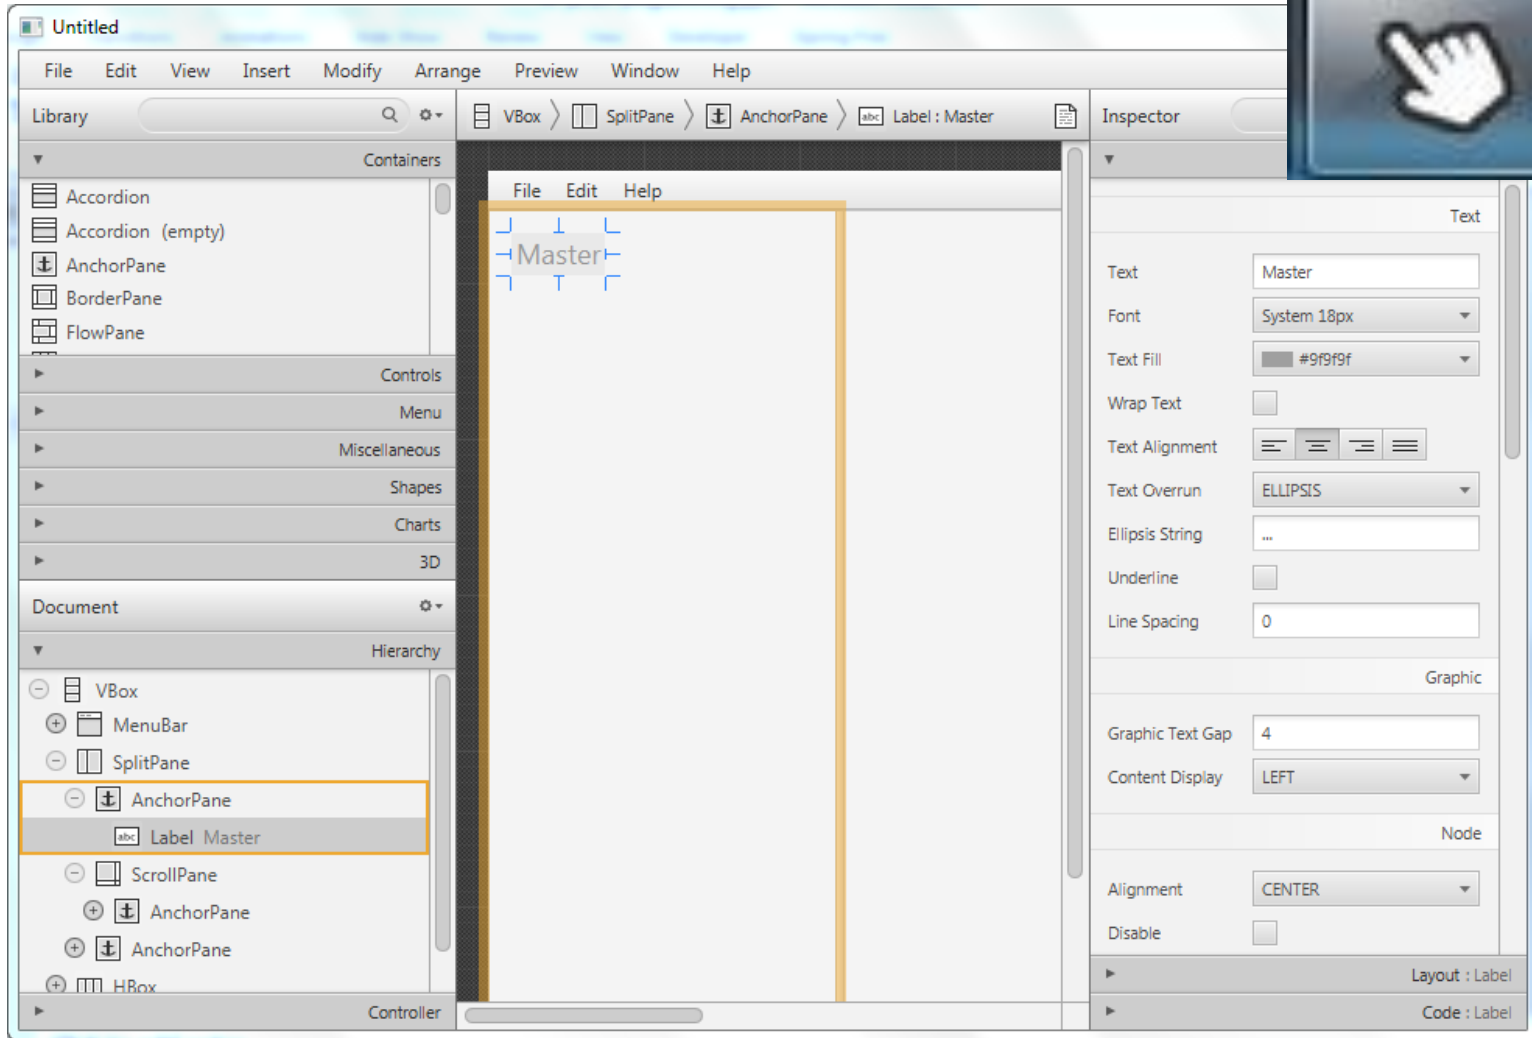 Untitled
File Edit View Insert Modify Arrange Preview Window Help
Library
VBox SplitPane AnchorPane abc Label : Master
Inspector
Containers
Accordion
Accordion (empty)
AnchorPane
BorderPane
FlowPane
Controls
Menu
Miscellaneous
Shapes
Charts
3D
Document
Hierarchy
VBox
MenuBar
SplitPane
AnchorPane
abc Label Master
ScrollPane
AnchorPane
AnchorPane
HBox
Controller
File Edit Help
Master
Text
Text Master
Font System 18px
Text Fill #9f9f9f
Wrap Text
Text Alignment
Text Overrun ELLIPSIS
Ellipsis String ...
Underline
Line Spacing 0
Graphic
Graphic Text Gap 4
Content Display LEFT
Node
Alignment CENTER
Disable
Layout : Label
Code : Label